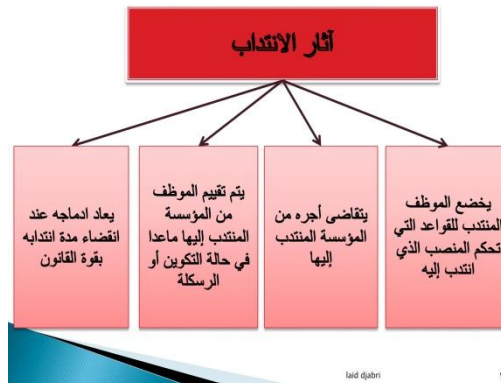 آثار الانتداب
يخضع الموظف
المنتدب للقواعد التي
تحكم المنصب الذي
انتدب إليه
يتقاضى أجره من
المؤسسة المنتدب
إليها
يتم تقييم الموظف
من المؤسسة
المنتدب إليها ماعدا
في حالة التكوين أو
الرسكلة
يعاد ادماجه عند
انقضاء مدة انتدابه
بقوة القانون
laid djabri